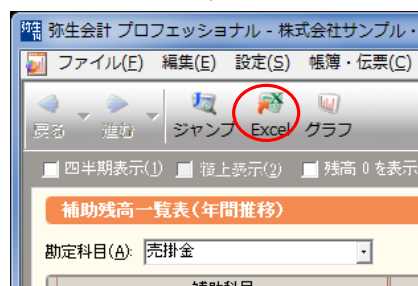 弥生会計 プロフェッショナル - 株式会社サンプル・
ファイル(F) 編集(E) 設定(S) 帳簿・伝票(C)
戻る 進む ジャンプ Excel グラフ
四半期表示(1) 積上表示(2) 残高 0 を表示
補助残高一覧表(年間推移)
勘定科目(A): 売掛金
補助科目